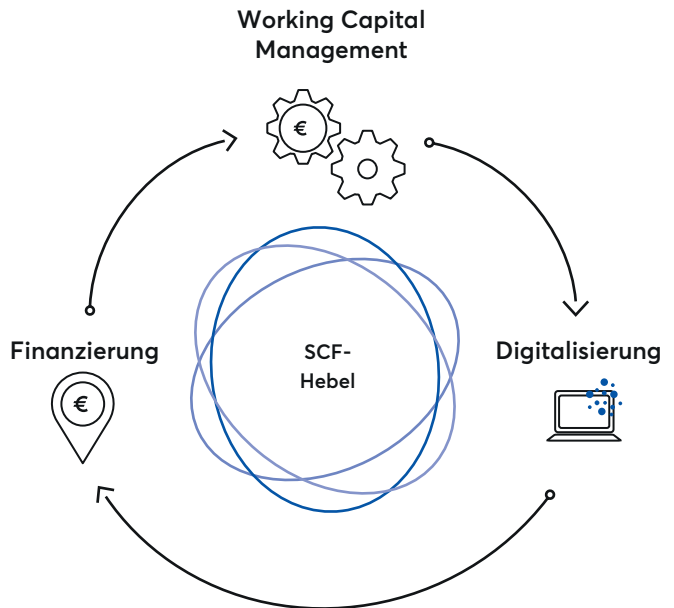 Working Capital
Management
€
Finanzierung
€
SCF-
Hebel
Digitalisierung